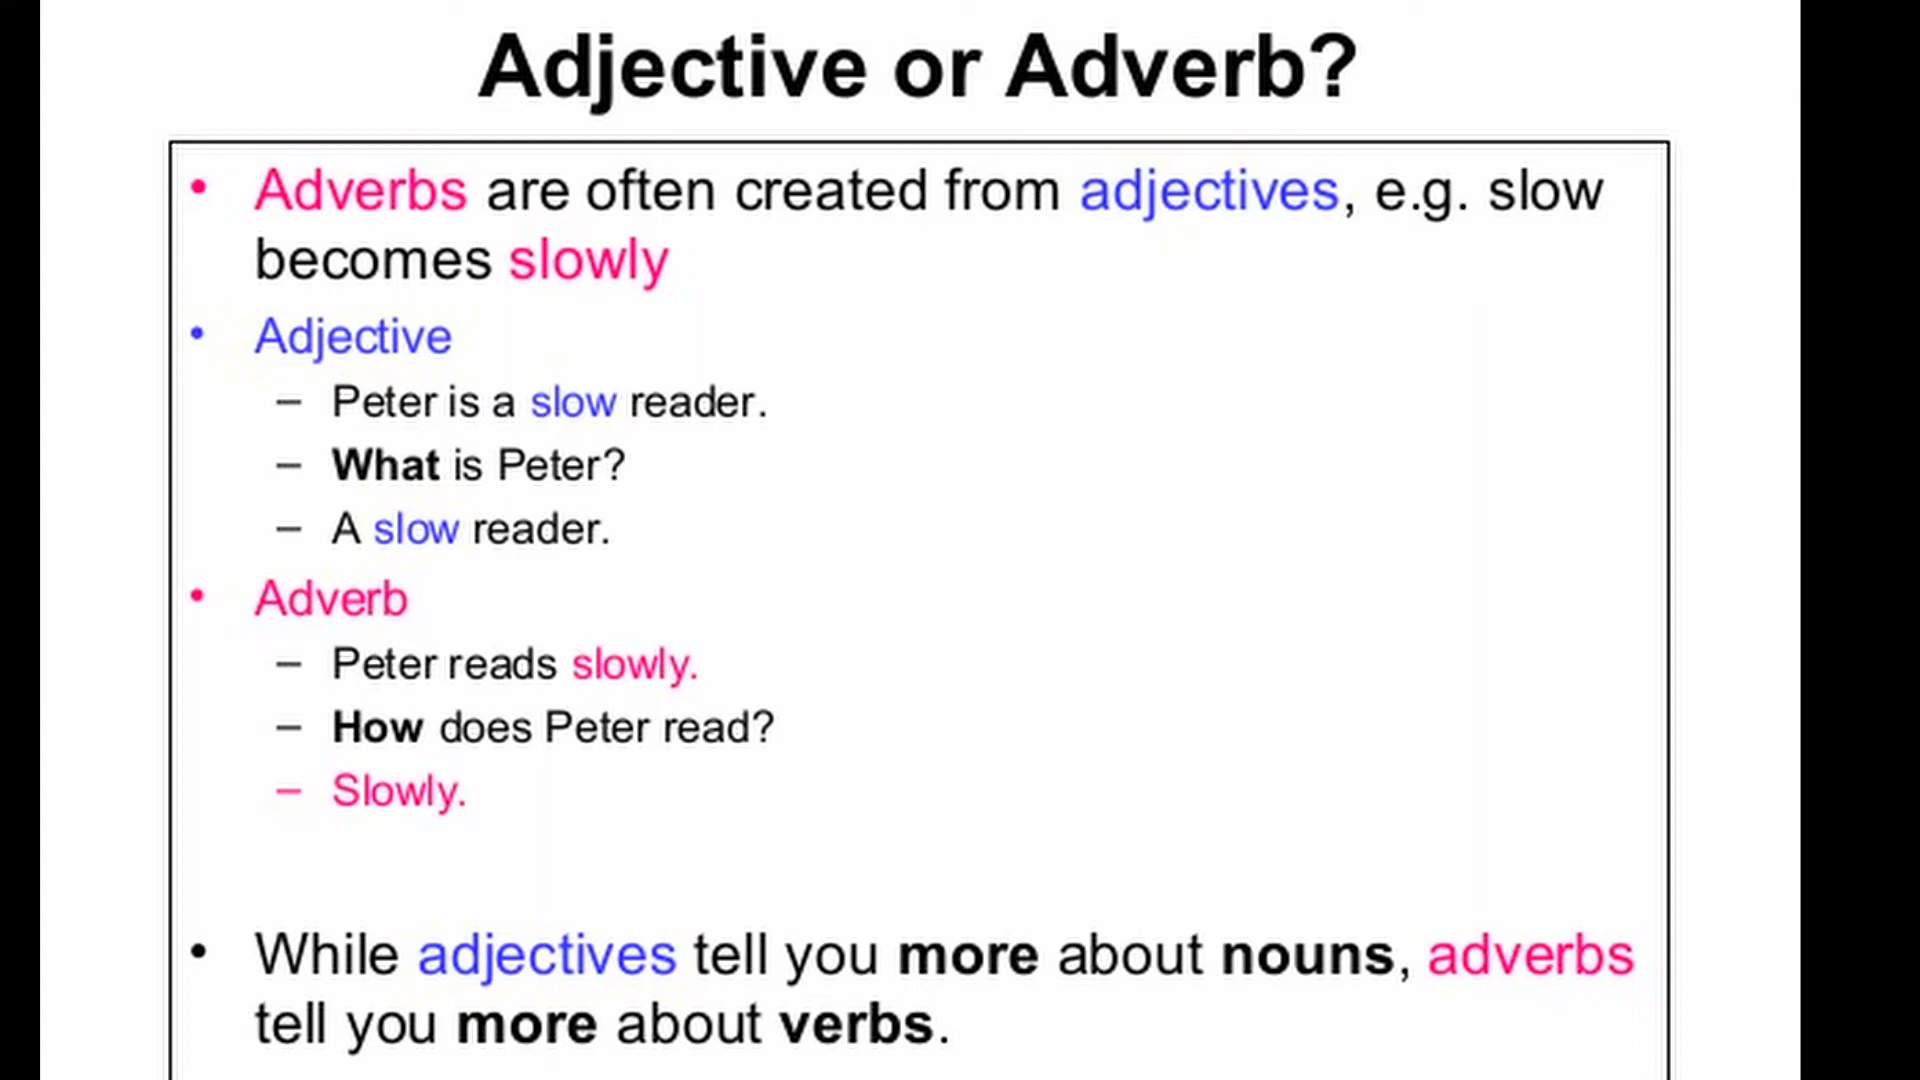 Adjective or Adverb?
• Adverbs are often created from adjectives, e.g. slow
becomes slowly
• Adjective
– Peter is a slow reader.
– What is Peter?
– A slow reader.
• Adverb
– Peter reads slowly.
– How does Peter read?
– Slowly.
• While adjectives tell you more about nouns, adverbs
tell you more about verbs.